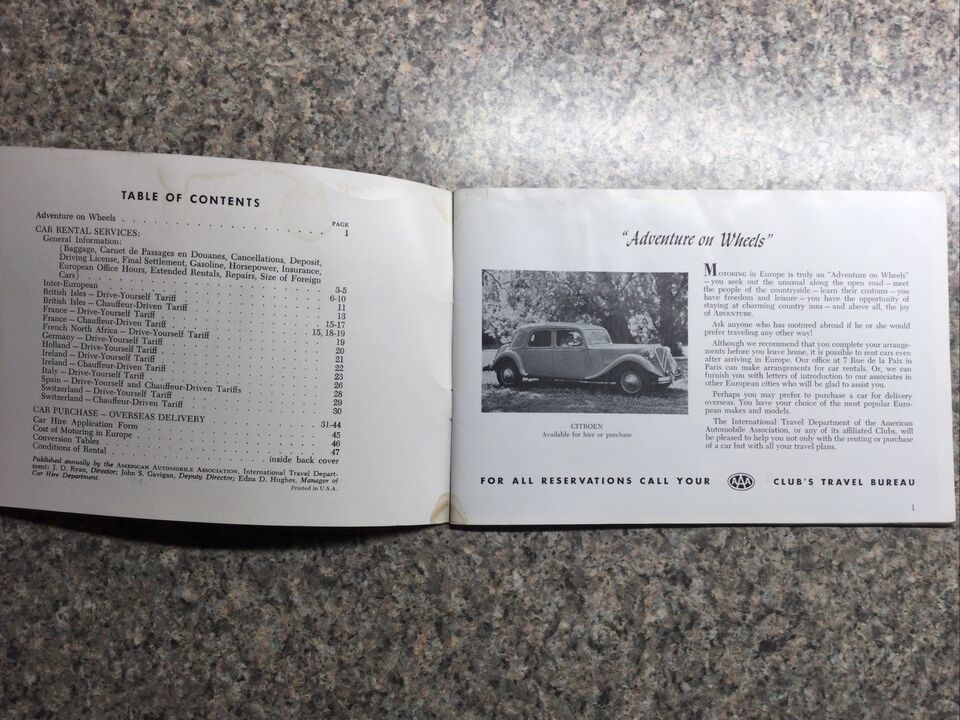 TABLE OF CONTENTS
PAGE
Adventure on Wheels . . . . . 1
CAR RENTAL SERVICES:
General Information:
(Baggage, Carnet de Passages en Douanes, Cancellations, Deposit,
Driving License, Final Settlement, Gasoline, Horsepower, Insurance,
European Office Hours, Extended Rentals, Repairs, Size of Foreign
Cars) . . . . . 3-5
Inter-European . . . . . 6-10
British Isles — Drive-Yourself Tariff . . . . . 11
British Isles — Chauffeur-Driven Tariff . . . . . 13
France — Drive-Yourself Tariff . . . . . 15-17
France — Chauffeur-Driven Tariff . . . . . 15, 18-19
French North Africa — Drive-Yourself Tariff . . . . . 19
Germany — Drive-Yourself Tariff . . . . . 20
Holland — Drive-Yourself Tariff . . . . . 21
Ireland — Drive-Yourself Tariff . . . . . 22
Ireland — Chauffeur-Driven Tariff . . . . . 23
Italy — Drive-Yourself Tariff . . . . . 26
Spain — Drive-Yourself and Chauffeur-Driven Tariffs . . . . . 28
Switzerland — Drive-Yourself Tariff . . . . . 29
Switzerland — Chauffeur-Driven Tariff . . . . . 30
CAR PURCHASE — OVERSEAS DELIVERY . . . . . 31-44
Car Hire Application Form . . . . . 45
Cost of Motoring in Europe . . . . . 46
Conversion Tables . . . . . 47
Conditions of Rental . . . . . inside back cover
Published annually by the AMERICAN AUTOMOBILE ASSOCIATION, International Travel Depart-
ment: J. D. Ryan, Director; John S. Gavigan, Deputy Director; Edna D. Hughes, Manager of
Car Hire Department.
Printed in U.S.A.
"Adventure on Wheels"
CITROEN
Available for hire or purchase
MOTORING in Europe is truly an "Adventure on Wheels"
— you seek out the unusual along the open road — meet
the people of the countryside — learn their customs — you
have freedom and leisure — you have the opportunity of
staying at charming country inns — and above all, the joy
of ADVENTURE.
Ask anyone who has motored abroad if he or she would
prefer traveling any other way!
Although we recommend that you complete your arrange-
ments before you leave home, it is possible to rent cars even
after arriving in Europe. Our office at 7 Rue de la Paix in
Paris can make arrangements for car rentals. Or, we can
furnish you with letters of introduction to our associates in
other European cities who will be glad to assist you.
Perhaps you may prefer to purchase a car for delivery
overseas. You have your choice of the most popular Euro-
pean makes and models.
The International Travel Department of the American
Automobile Association, or any of its affiliated Clubs, will
be pleased to help you not only with the renting or purchase
of a car but with all your travel plans.
FOR ALL RESERVATIONS CALL YOUR AAA CLUB'S TRAVEL BUREAU
1